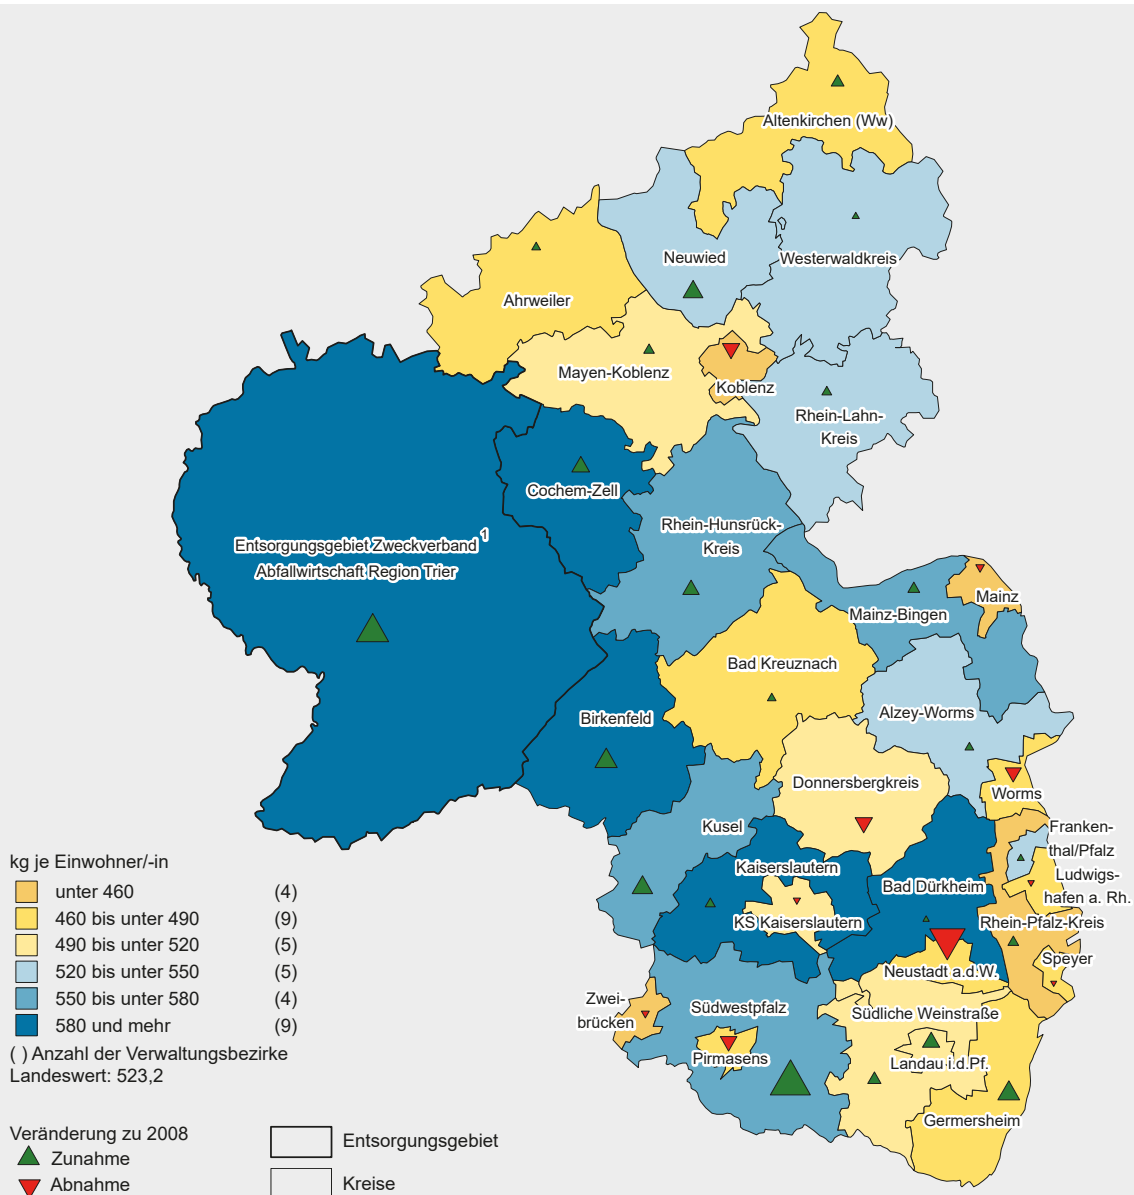 Altenkirchen (Ww)
Neuwied
Westerwaldkreis
Ahrweiler
Mayen-Koblenz
Koblenz
Rhein-Lahn-
Kreis
Cochem-Zell
Rhein-Hunsrück-
Kreis
Entsorgungsgebiet Zweckverband 1
Abfallwirtschaft Region Trier
Mainz
Mainz-Bingen
Bad Kreuznach
Birkenfeld
Alzey-Worms
Donnersbergkreis
Worms
Kusel
Franken-
thal/Pfalz
Kaiserslautern
Bad Dürkheim
Ludwigs-
hafen a. Rh.
KS Kaiserslautern
Rhein-Pfalz-Kreis
Speyer
Neustadt a.d.W.
Zwei-
brücken
Südwestpfalz
Südliche Weinstraße
Pirmasens
Landau i.d.Pf.
Germersheim
kg je Einwohner/-in
unter 460 (4)
460 bis unter 490 (9)
490 bis unter 520 (5)
520 bis unter 550 (5)
550 bis unter 580 (4)
580 und mehr (9)
( ) Anzahl der Verwaltungsbezirke
Landeswert: 523,2
Veränderung zu 2008
Zunahme
Abnahme
Entsorgungsgebiet
Kreise